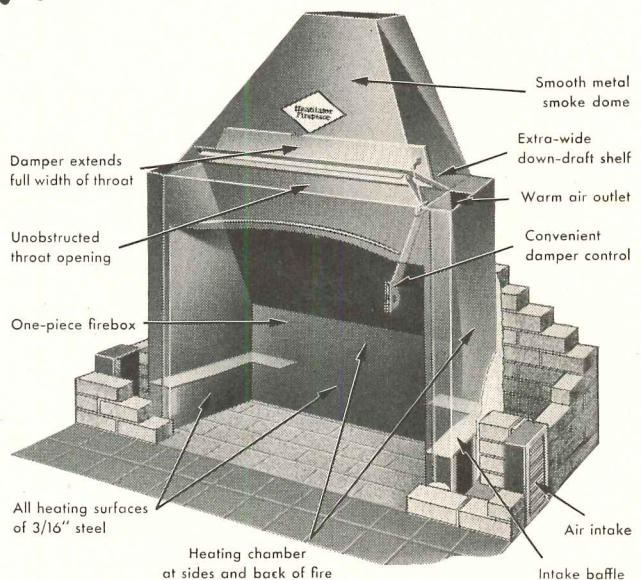 Heatilator
Fireplace
Smooth metal
smoke dome
Extra-wide
down-draft shelf
Damper extends
full width of throat
Warm air outlet
Unobstructed
throat opening
Convenient
damper control
One-piece firebox
All heating surfaces
of 3/16" steel
Heating chamber
at sides and back of fire
Air intake
Intake baffle